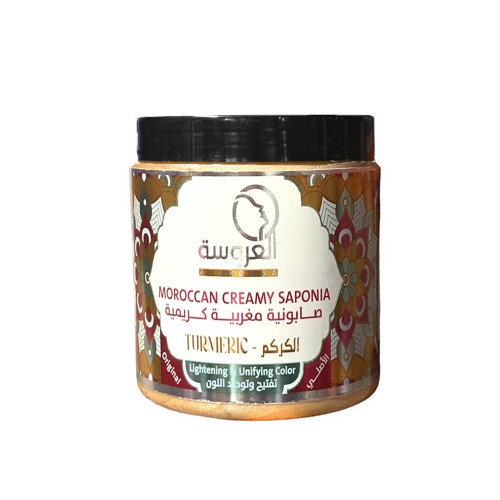 العروسة
MOROCCAN CREAMY SAPONIA
صابونية مغربية كريمية
TURMERIC - الكركم
Lightening & Unifying Color
تفتيح وتوحيد اللون
Original
الأصلي